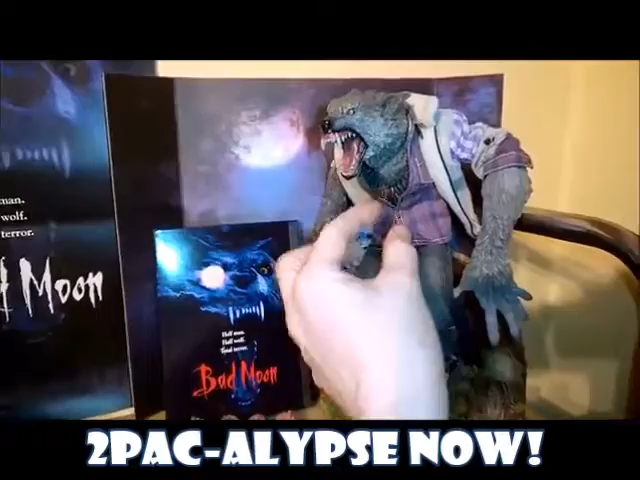 man.
wolf.
terror.
Moon
Half man.
Half wolf.
Total terror.
Bad Moon
2PAC-ALYPSE NOW!